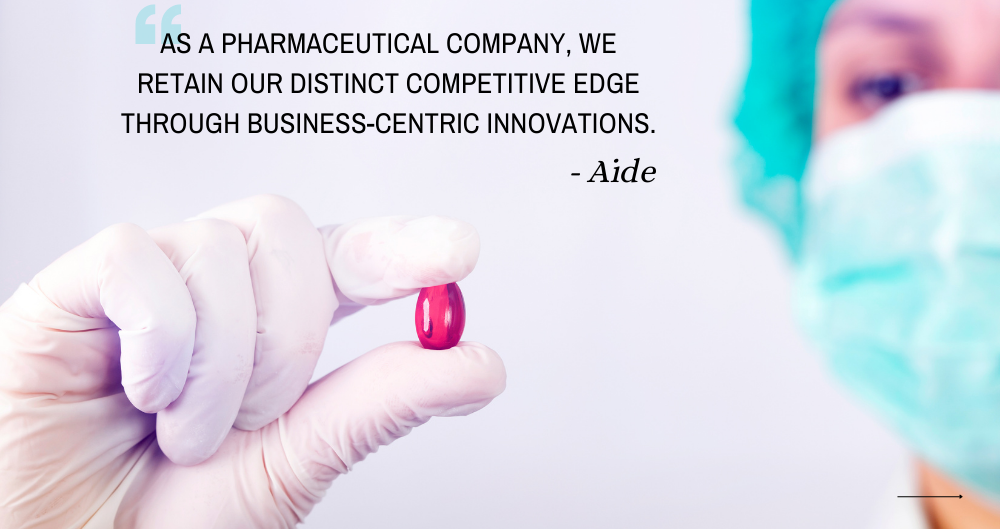 “AS A PHARMACEUTICAL COMPANY, WE
RETAIN OUR DISTINCT COMPETITIVE EDGE
THROUGH BUSINESS-CENTRIC INNOVATIONS.
- Aide